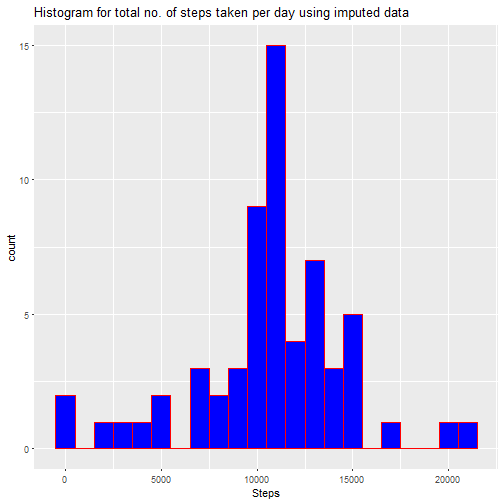 Histogram for total no. of steps taken per day using imputed data
15
10
5
0
count
0 5000 10000 15000 20000
Steps